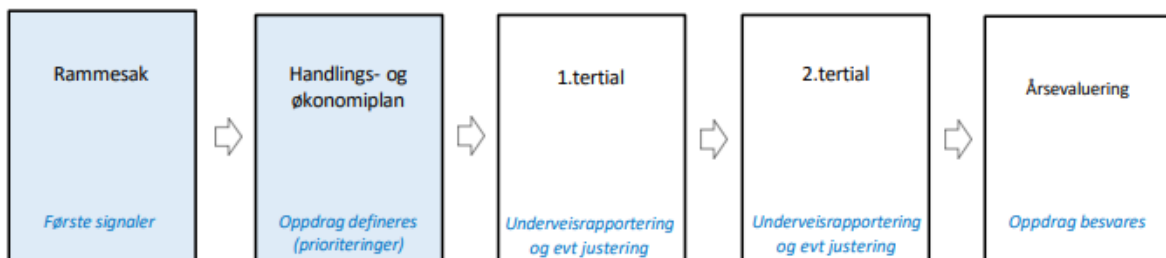 Rammesak
Første signaler
Handlings- og
økonomiplan
Oppdrag defineres
(prioriteringer)
1.tertial
Underveisrapportering
og evt justering
2.tertial
Underveisrapportering
og evt justering
Årsevaluering
Oppdrag besvares